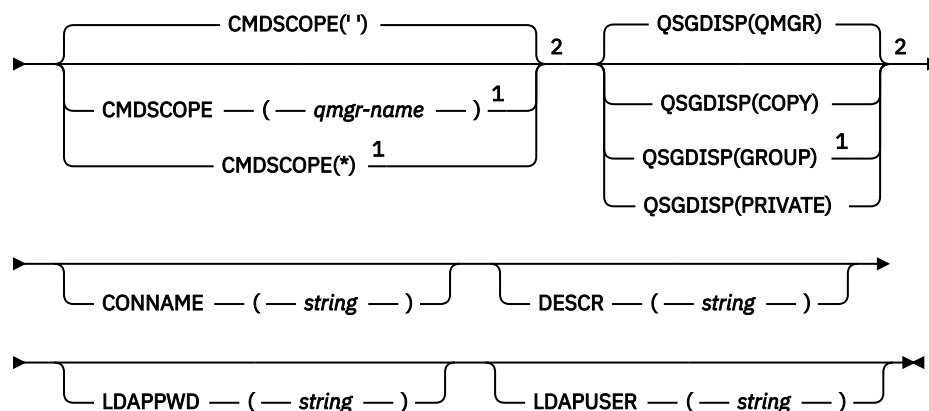 CMDSCOPE(' ')
2
CMDSCOPE ( qmgr-name ) 1
CMDSCOPE(*) 1
QSGDISP(QMGR)
2
QSGDISP(COPY)
QSGDISP(GROUP) 1
QSGDISP(PRIVATE)
CONNAME ( string ) DESCR ( string )
LDAPPWD ( string ) LDAPUSER ( string )